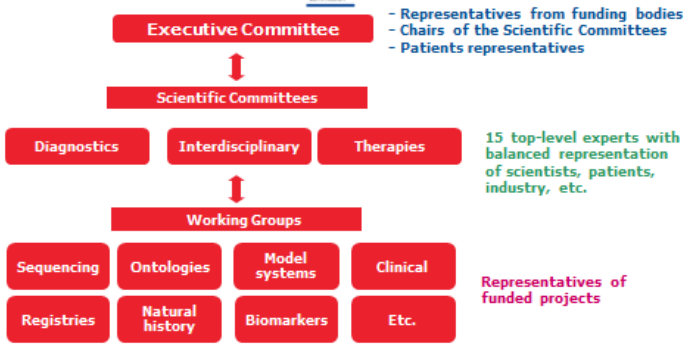 Executive Committee
- Representatives from funding bodies
- Chairs of the Scientific Committees
- Patients representatives
Scientific Committees
Diagnostics
Interdisciplinary
Therapies
15 top-level experts with
balanced representation
of scientists, patients,
industry, etc.
Working Groups
Sequencing
Ontologies
Model
systems
Clinical
Registries
Natural
history
Biomarkers
Etc.
Representatives of
funded projects